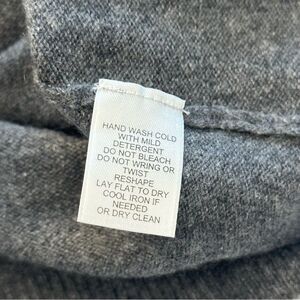 HAND WASH COLD
WITH MILD
DETERGENT
DO NOT BLEACH
DO NOT WRING OR
TWIST
RESHAPE
LAY FLAT TO DRY
COOL IRON IF
NEEDED
OR DRY CLEAN